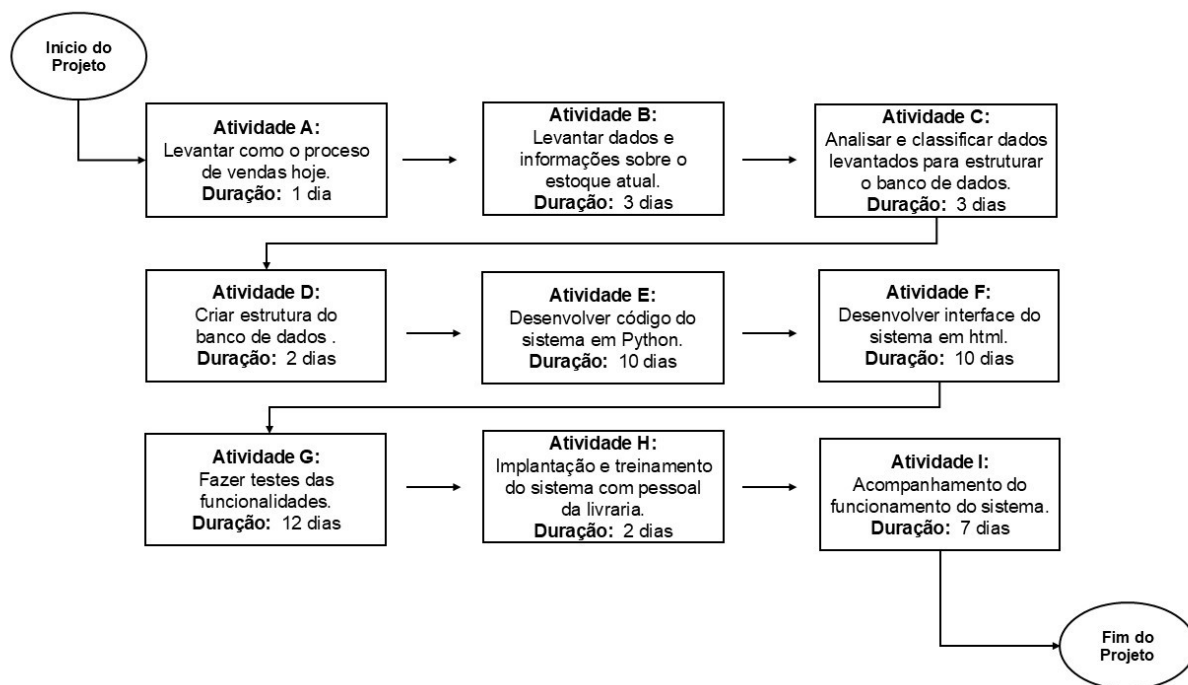 Início do
Projeto
Atividade A:
Levantar como o proceso
de vendas hoje.
Duração: 1 dia
Atividade B:
Levantar dados e
informações sobre o
estoque atual.
Duração: 3 dias
Atividade C:
Analisar e classificar dados
levantados para estruturar
o banco de dados.
Duração: 3 dias
Atividade D:
Criar estrutura do
banco de dados .
Duração: 2 dias
Atividade E:
Desenvolver código do
sistema em Python.
Duração: 10 dias
Atividade F:
Desenvolver interface do
sistema em html.
Duração: 10 dias
Atividade G:
Fazer testes das
funcionalidades.
Duração: 12 dias
Atividade H:
Implantação e treinamento
do sistema com pessoal
da livraria.
Duração: 2 dias
Atividade I:
Acompanhamento do
funcionamento do sistema.
Duração: 7 dias
Fim do
Projeto